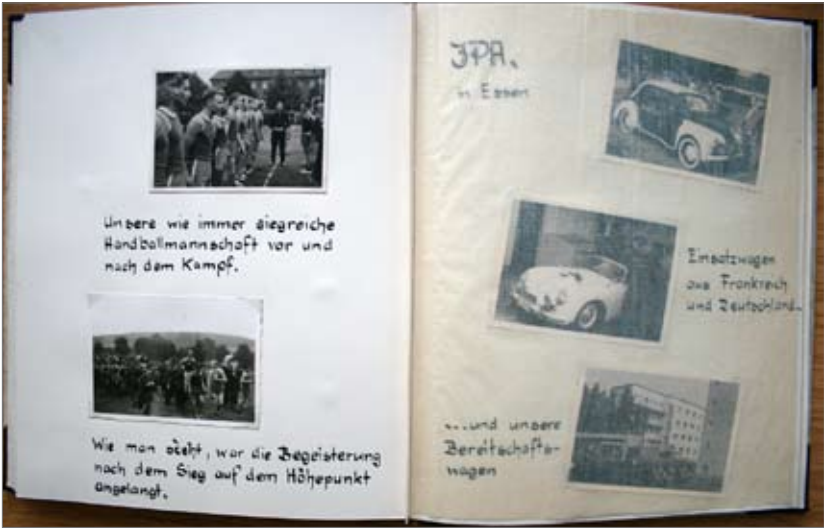 Unsere wie immer siegreiche
Handballmannschaft vor und
nach dem Kampf.
Wie man sieht, war die Begeisterung
nach dem Sieg auf dem Höhepunkt
angelangt.
JPA.
in Essen
Einsatzwagen
aus Frankreich
und Deutschland..
...und unsere
Bereitschafts-
wagen